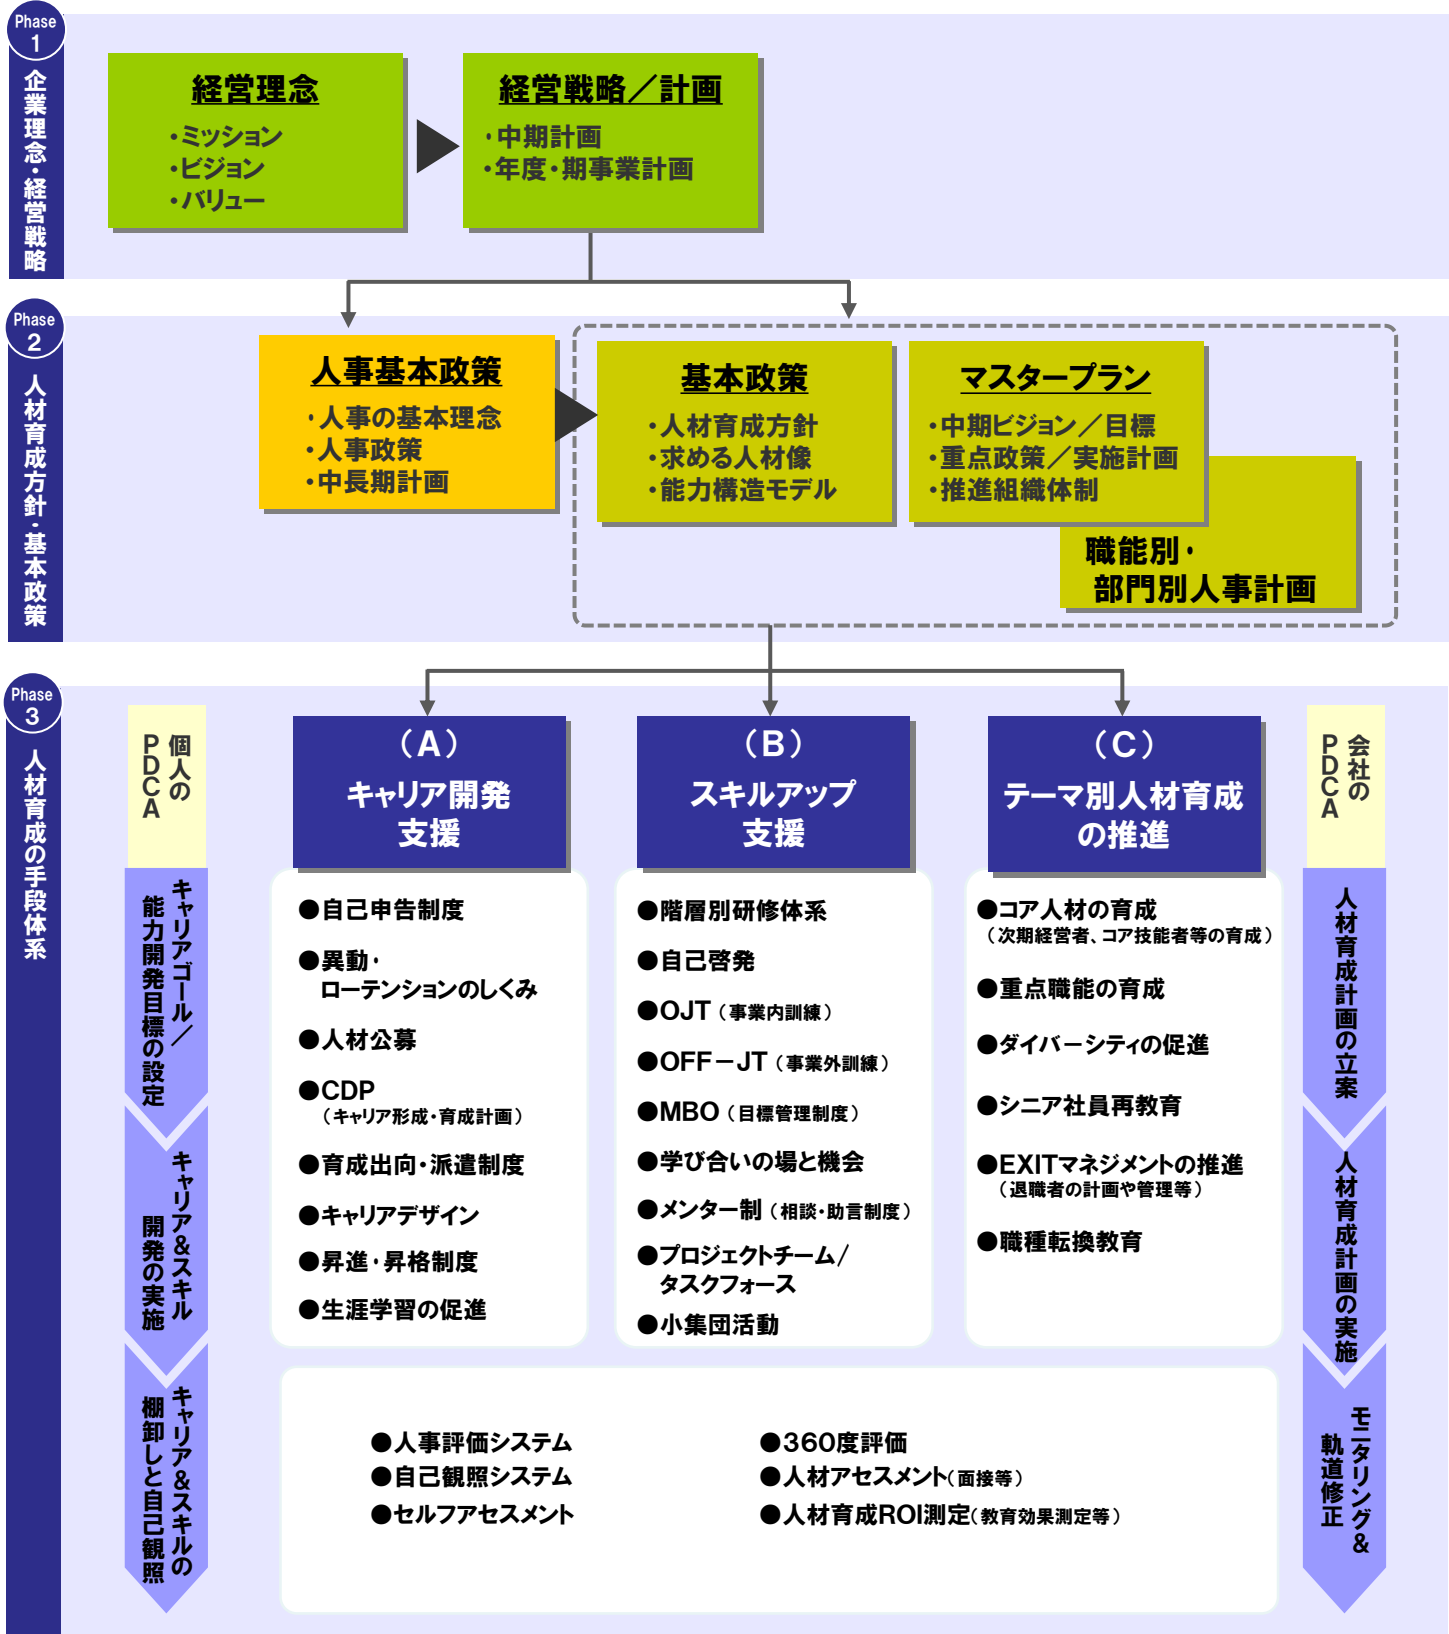 Phase
1
企業理念・経営戦略
経営理念
・ミッション
・ビジョン
・バリュー
経営戦略／計画
・中期計画
・年度・期事業計画
Phase
2
人材育成方針・基本政策
人事基本政策
・人事の基本理念
・人事政策
・中長期計画
基本政策
・人材育成方針
・求める人材像
・能力構造モデル
マスタープラン
・中期ビジョン／目標
・重点政策／実施計画
・推進組織体制
職能別・
部門別人事計画
Phase
3
人材育成の手段体系
個人の
PDCA
キャリアゴール／
能力開発目標の設定
キャリア&スキル
開発の実施
キャリア&スキルの
棚卸しと自己観照
（A）
キャリア開発
支援
●自己申告制度
●異動・
ローテンションのしくみ
●人材公募
●CDP
（キャリア形成・育成計画）
●育成出向・派遣制度
●キャリアデザイン
●昇進・昇格制度
●生涯学習の促進
（B）
スキルアップ
支援
●階層別研修体系
●自己啓発
●OJT（事業内訓練）
●OFF－JT（事業外訓練）
●MBO（目標管理制度）
●学び合いの場と機会
●メンター制（相談・助言制度）
●プロジェクトチーム/
タスクフォース
●小集団活動
（C）
テーマ別人材育成
の推進
●コア人材の育成
（次期経営者、コア技能者等の育成）
●重点職能の育成
●ダイバーシティの促進
●シニア社員再教育
●EXITマネジメントの推進
（退職者の計画や管理等）
●職種転換教育
●人事評価システム
●自己観照システム
●セルフアセスメント
●360度評価
●人材アセスメント（面接等）
●人材育成ROI測定（教育効果測定等）
会社の
PDCA
人材育成計画の立案
人材育成計画の実施
モニタリング&
軌道修正